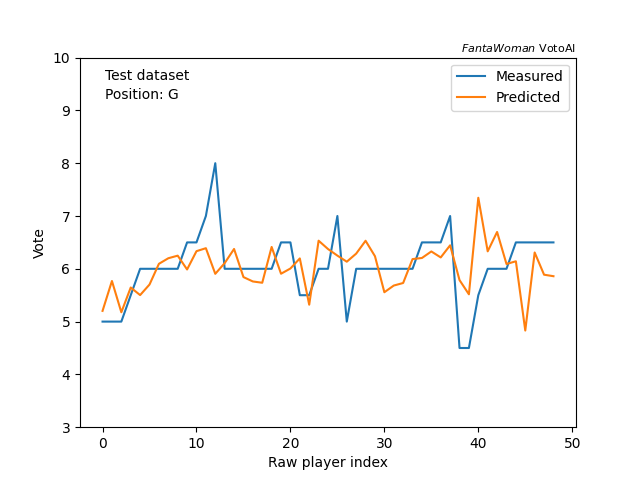 FantaWoman VotoAI
Test dataset
Position: G
Measured
Predicted
Vote
10
9
8
7
6
5
4
3
0 10 20 30 40 50
Raw player index